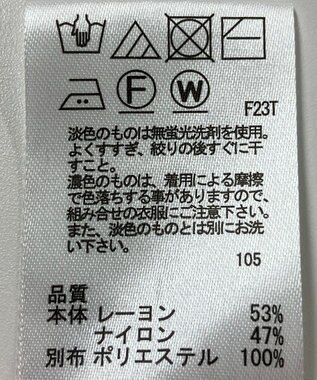 F W F23T
淡色のものは無蛍光洗剤を使用。
よくすすぎ、絞りの後すぐに干
すこと。
濃色のものは、着用による摩擦
で色落ちする事がありますので、
組み合せの衣服にご注意下さい。
また、淡色のものとは別にお洗
い下さい。
105
品質
本体 レーヨン 53%
ナイロン 47%
別布 ポリエステル 100%